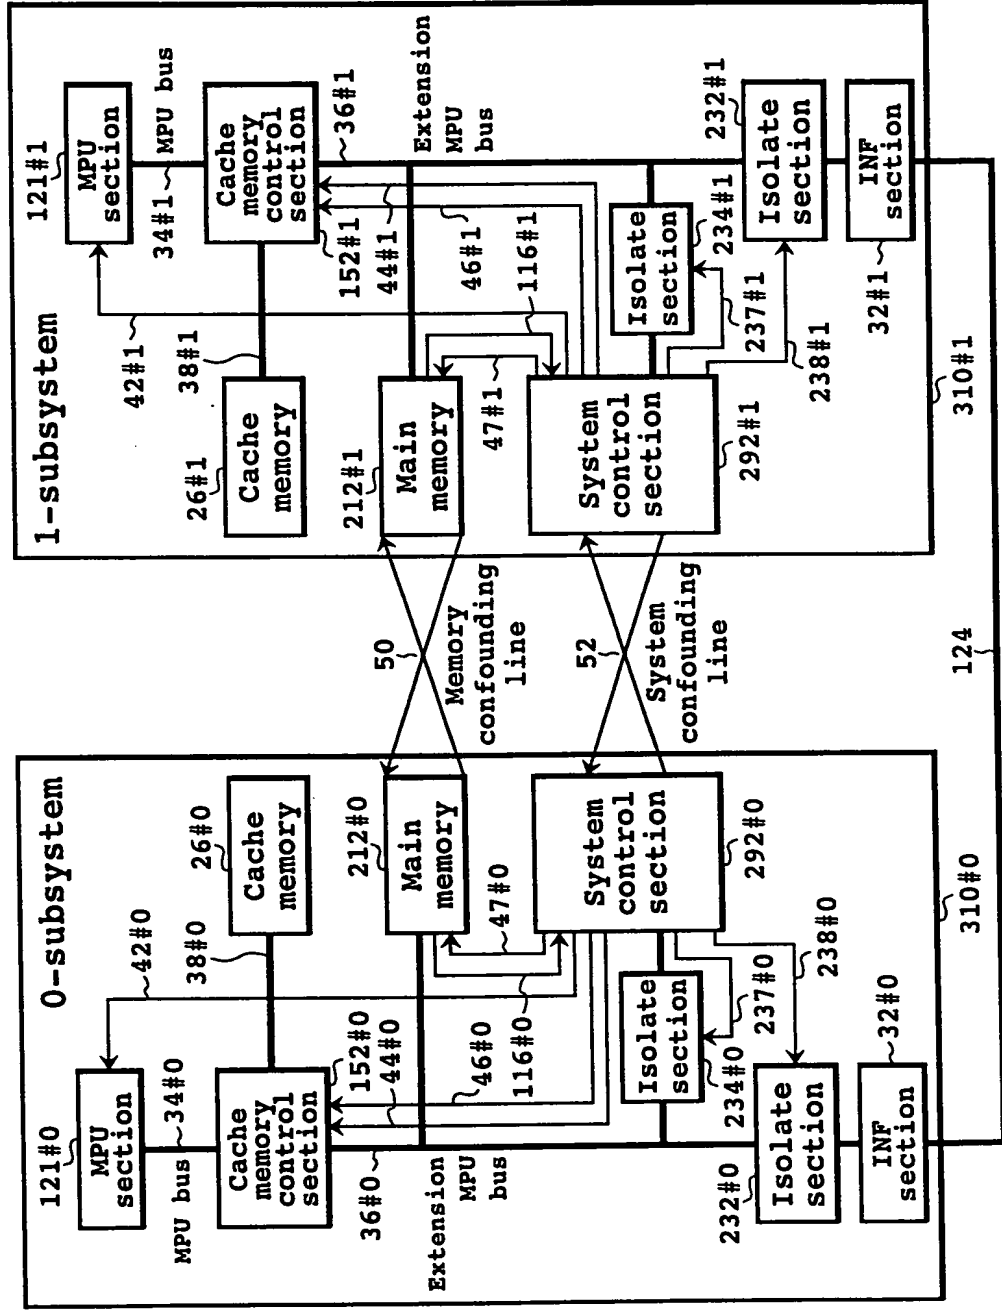 0-subsystem
121#0
MPU
section
42#0
MPU bus
34#0
38#0
26#0
Cache
memory
control
section
Cache
memory
152#0
44#0
36#0
46#0
116#0
47#0
212#0
Main
memory
Extension
MPU
bus
Isolate
section
234#0
237#0
System
control
section
292#0
232#0
Isolate
section
238#0
INF
section
32#0
310#0
50
Memory
confounding
line
52
System
confounding
line
124
1-subsystem
121#1
MPU
section
42#1
34#1
MPU bus
38#1
26#1
Cache
memory
Cache
memory
control
section
152#1
44#1
36#1
46#1
116#1
47#1
212#1
Main
memory
Extension
MPU
bus
System
control
section
292#1
Isolate
section
234#1
237#1
232#1
Isolate
section
238#1
INF
section
32#1
310#1